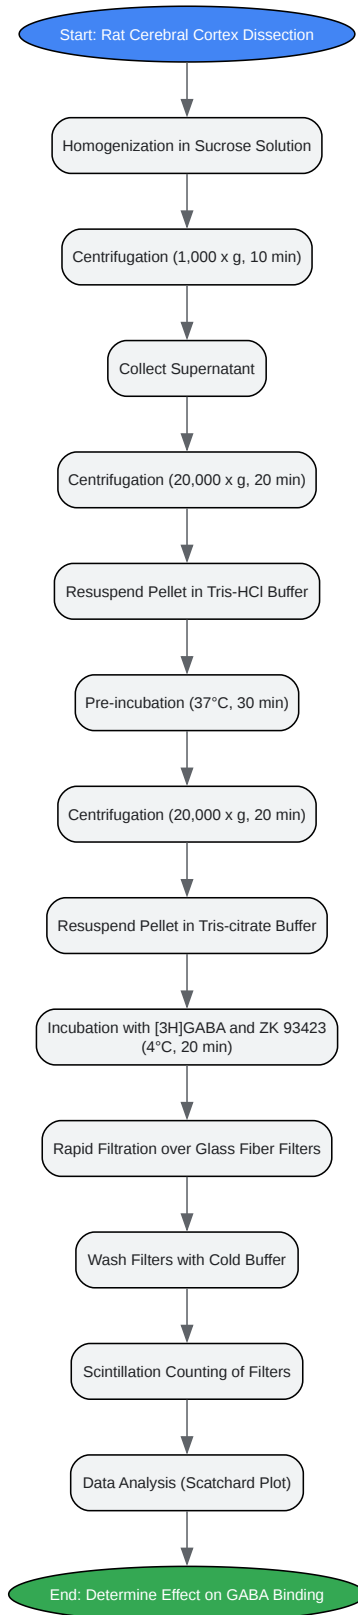 Start: Rat Cerebral Cortex Dissection
Homogenization in Sucrose Solution
Centrifugation (1,000 x g, 10 min)
Collect Supernatant
Centrifugation (20,000 x g, 20 min)
Resuspend Pellet in Tris-HCl Buffer
Pre-incubation (37°C, 30 min)
Centrifugation (20,000 x g, 20 min)
Resuspend Pellet in Tris-citrate Buffer
Incubation with [3H]GABA and ZK 93423
(4°C, 20 min)
Rapid Filtration over Glass Fiber Filters
Wash Filters with Cold Buffer
Scintillation Counting of Filters
Data Analysis (Scatchard Plot)
End: Determine Effect on GABA Binding